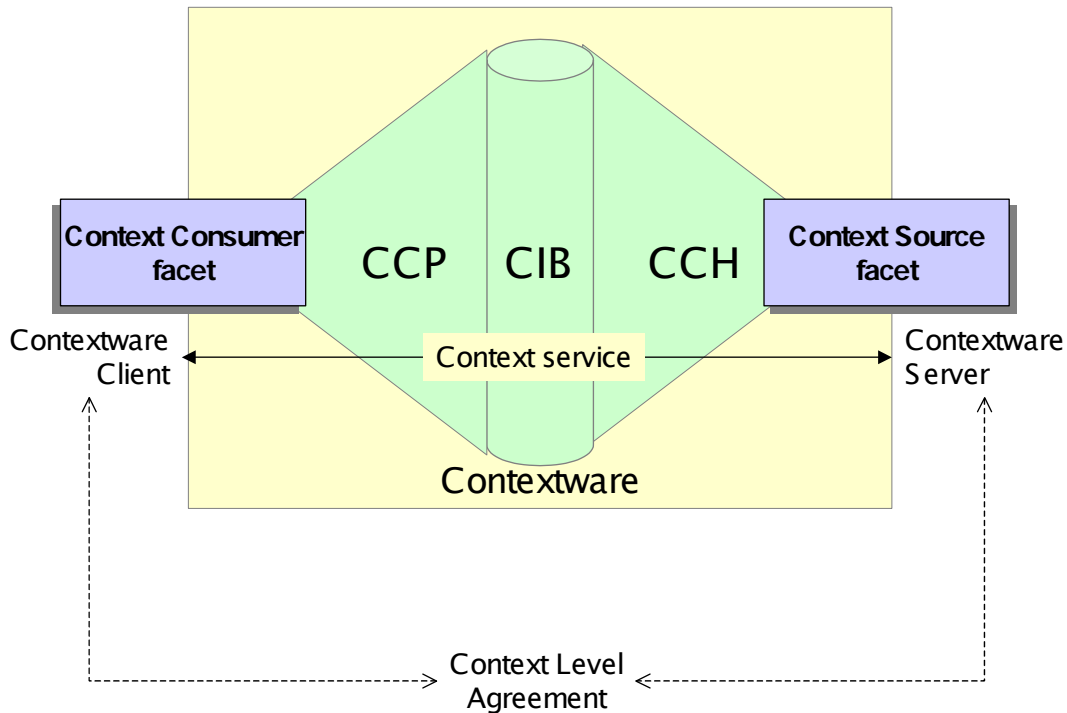 Context Consumer
facet
CCP
CIB
CCH
Context Source
facet
Contextware
Client
Context service
Contextware
Server
Contextware
Context Level
Agreement